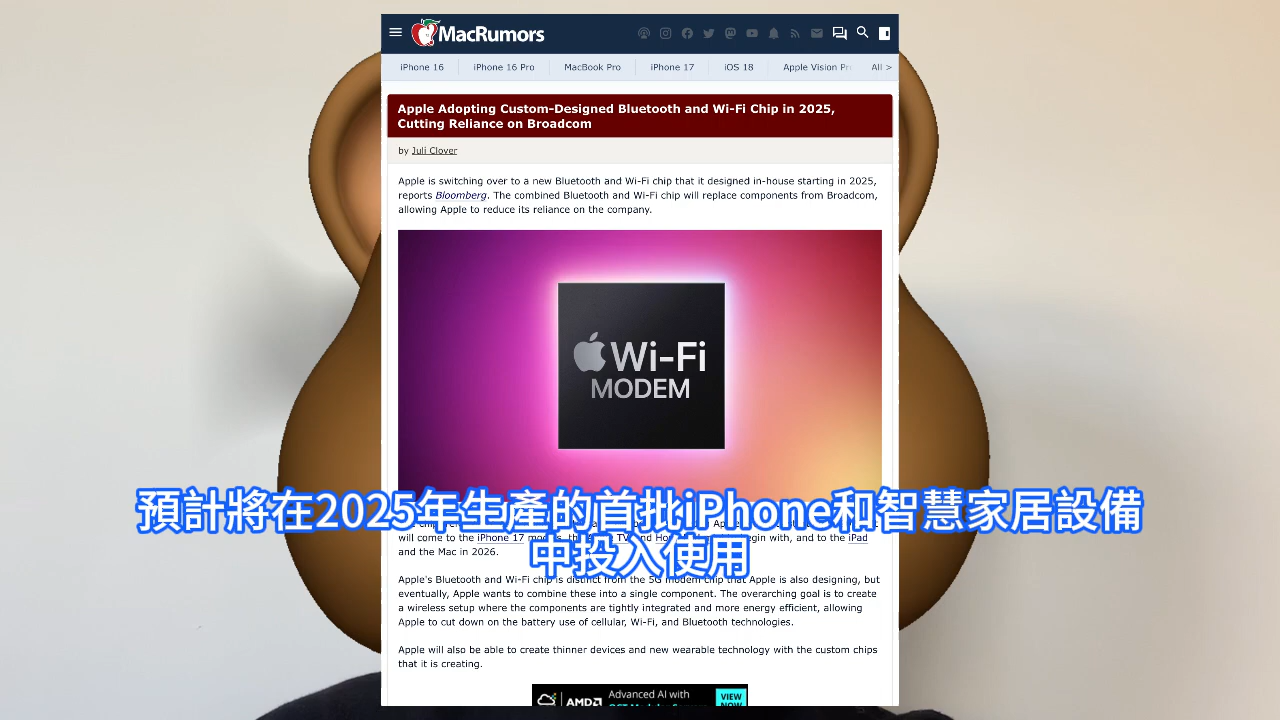 MacRumors
iPhone 16
iPhone 16 Pro
MacBook Pro
iPhone 17
iOS 18
Apple Vision Pr
All >
Apple Adopting Custom-Designed Bluetooth and Wi-Fi Chip in 2025,
Cutting Reliance on Broadcom
by Juli Clover
Apple is switching over to a new Bluetooth and Wi-Fi chip that it designed in-house starting in 2025,
reports Bloomberg. The combined Bluetooth and Wi-Fi chip will replace components from Broadcom,
allowing Apple to reduce its reliance on the company.
Wi-Fi
MODEM
預計將在2025年生產的首批iPhone和智慧家居設備
中投入使用
will come to the iPhone 17 begin with, and to the iPad
and the Mac in 2026.
Apple's Bluetooth and Wi-Fi chip is distinct from the 5G modem chip that Apple is also designing, but
eventually, Apple wants to combine these into a single component. The overarching goal is to create
a wireless setup where the components are tightly integrated and more energy efficient, allowing
Apple to cut down on the battery use of cellular, Wi-Fi, and Bluetooth technologies.
Apple will also be able to create thinner devices and new wearable technology with the custom chips
that it is creating.
AMD
Advanced AI with
VIEW
NOW